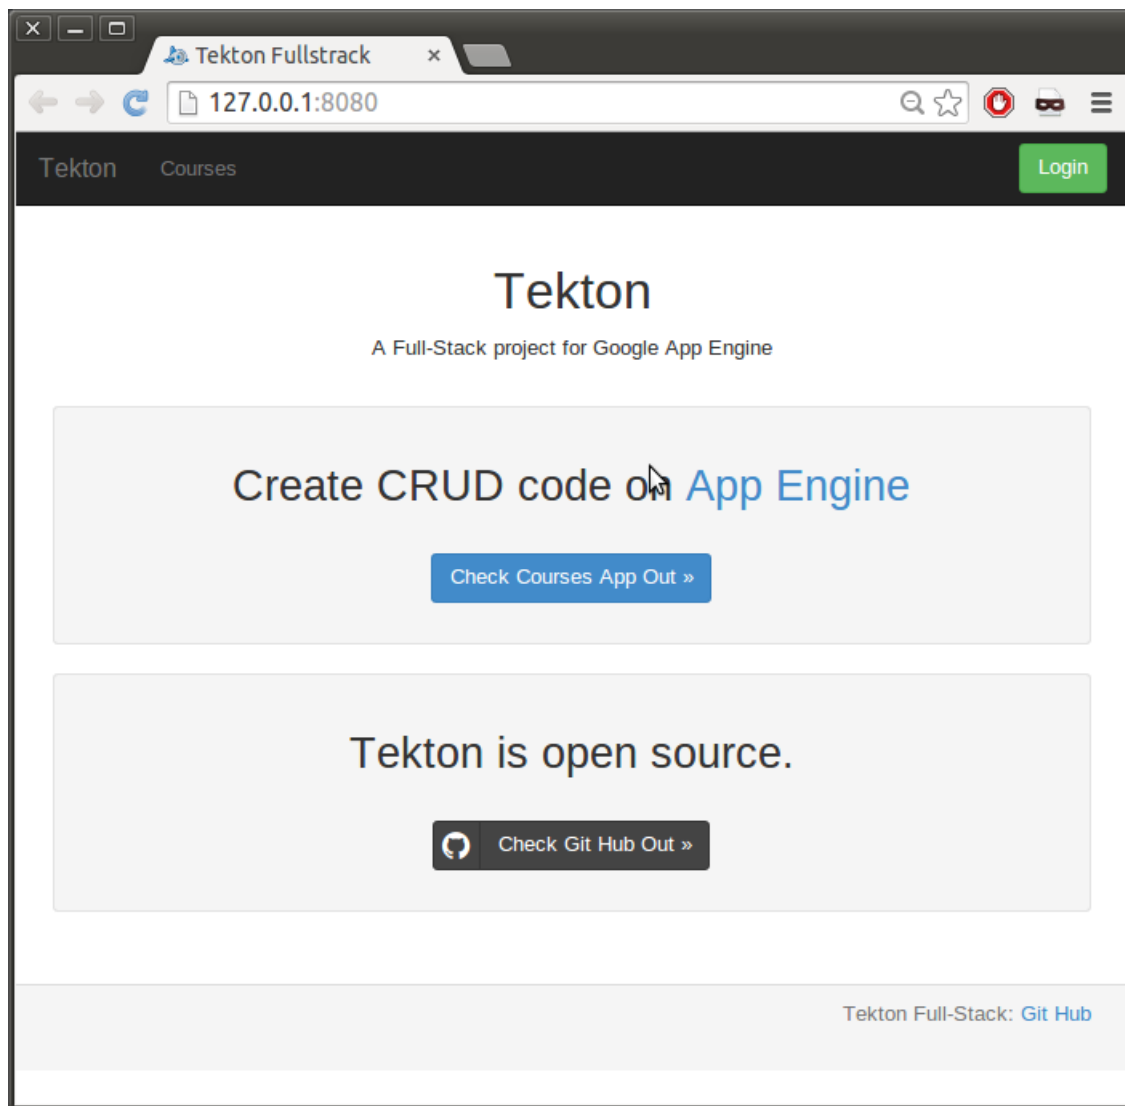 Tekton Fullstrack
127.0.0.1:8080
Tekton Courses Login
Tekton
A Full-Stack project for Google App Engine
Create CRUD code on App Engine
Check Courses App Out »
Tekton is open source.
Check Git Hub Out »
Tekton Full-Stack: Git Hub